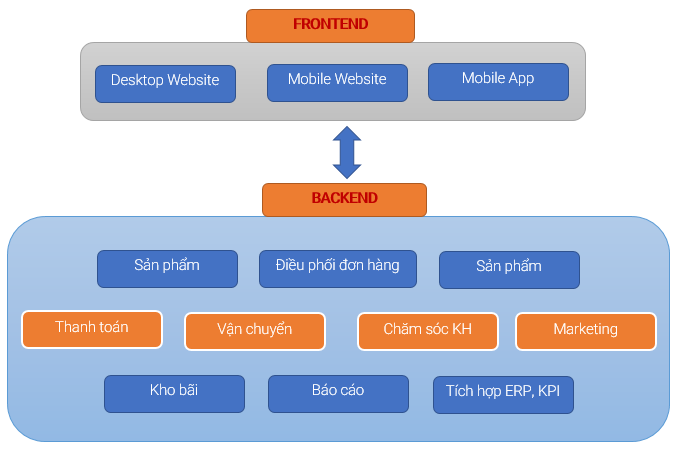 FRONTEND
Desktop Website
Mobile Website
Mobile App
BACKEND
Sản phẩm
Điều phối đơn hàng
Sản phẩm
Thanh toán
Vận chuyển
Chăm sóc KH
Marketing
Kho bãi
Báo cáo
Tích hợp ERP, KPI